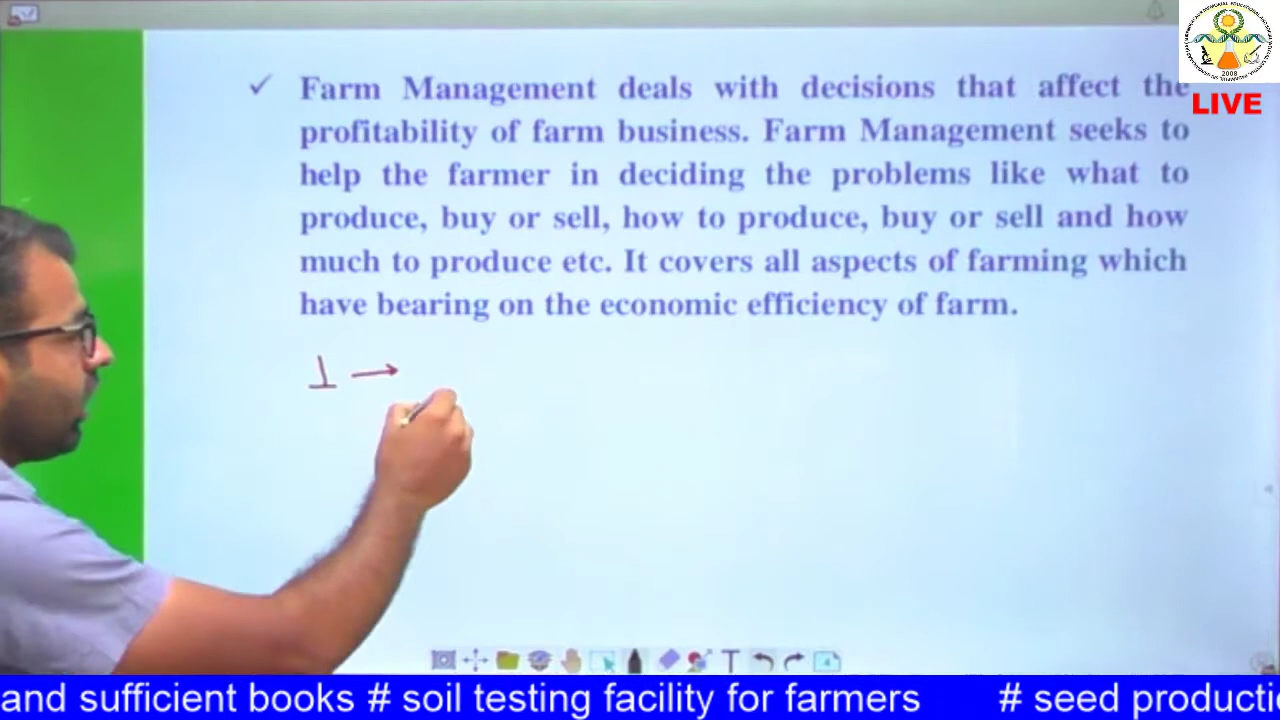 ✓ Farm Management deals with decisions that affect the
profitability of farm business. Farm Management seeks to
help the farmer in deciding the problems like what to
produce, buy or sell, how to produce, buy or sell and how
much to produce etc. It covers all aspects of farming which
have bearing on the economic efficiency of farm.
1 →
2008
LIVE
T
and sufficient books # soil testing facility for farmers # seed producti